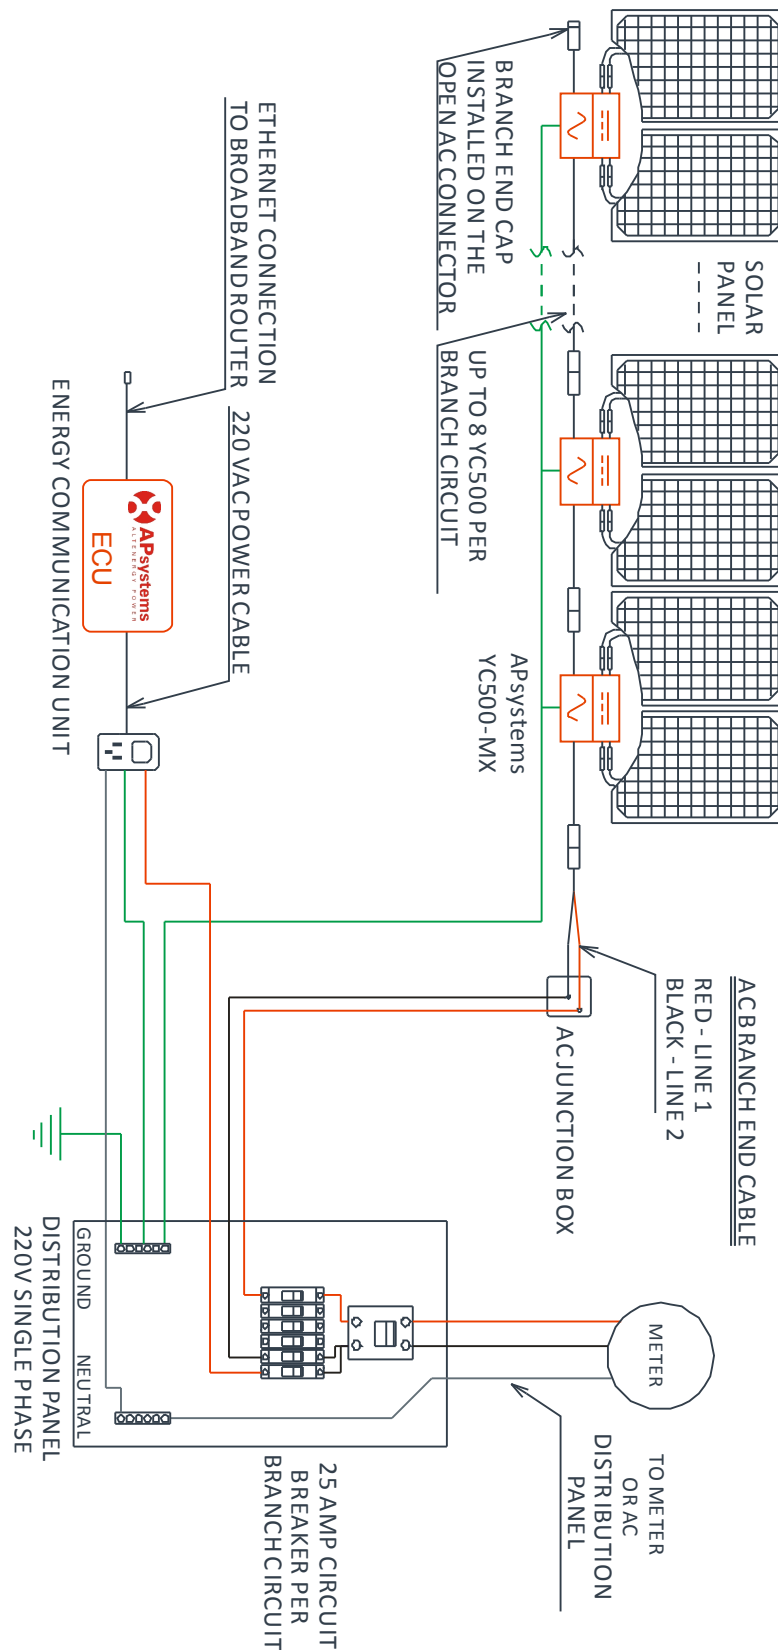 SOLAR
PANEL
BRANCH END CAP
INSTALLED ON THE
OPEN AC CONNECTOR
UP TO 8 YC500 PER
BRANCH CIRCUIT
APsystems
YC500-MX
AC BRANCH END CABLE
RED - LINE 1
BLACK - LINE 2
AC JUNCTION BOX
ETHERNET CONNECTION
TO BROADBAND ROUTER
220 VAC POWER CABLE
APsystems
ALTENERGY POWER
ECU
ENERGY COMMUNICATION UNIT
METER
TO METER
OR AC
DISTRIBUTION
PANEL
GROUND
NEUTRAL
DISTRIBUTION PANEL
220V SINGLE PHASE
25 AMP CIRCUIT
BREAKER PER
BRANCH CIRCUIT